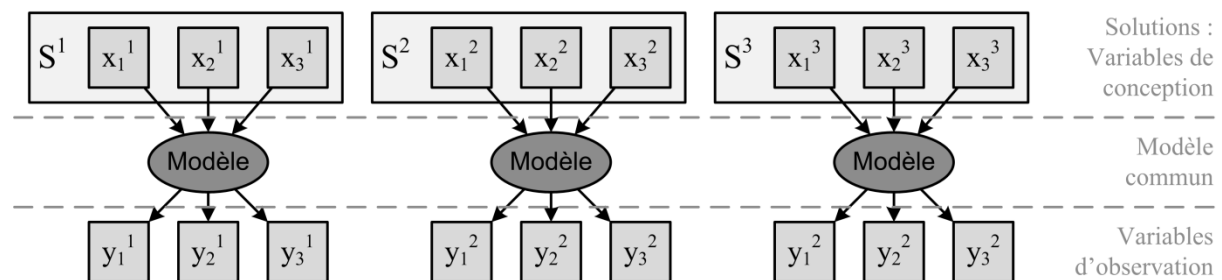 S¹ x₁¹ x₂¹ x₃¹ S² x₁² x₂² x₃² S³ x₁³ x₂³ x₃³
Solutions :
Variables de
conception
Modèle Modèle Modèle
Modèle
commun
y₁¹ y₂¹ y₃¹ y₁² y₂² y₃² y₁² y₂² y₃²
Variables
d'observation